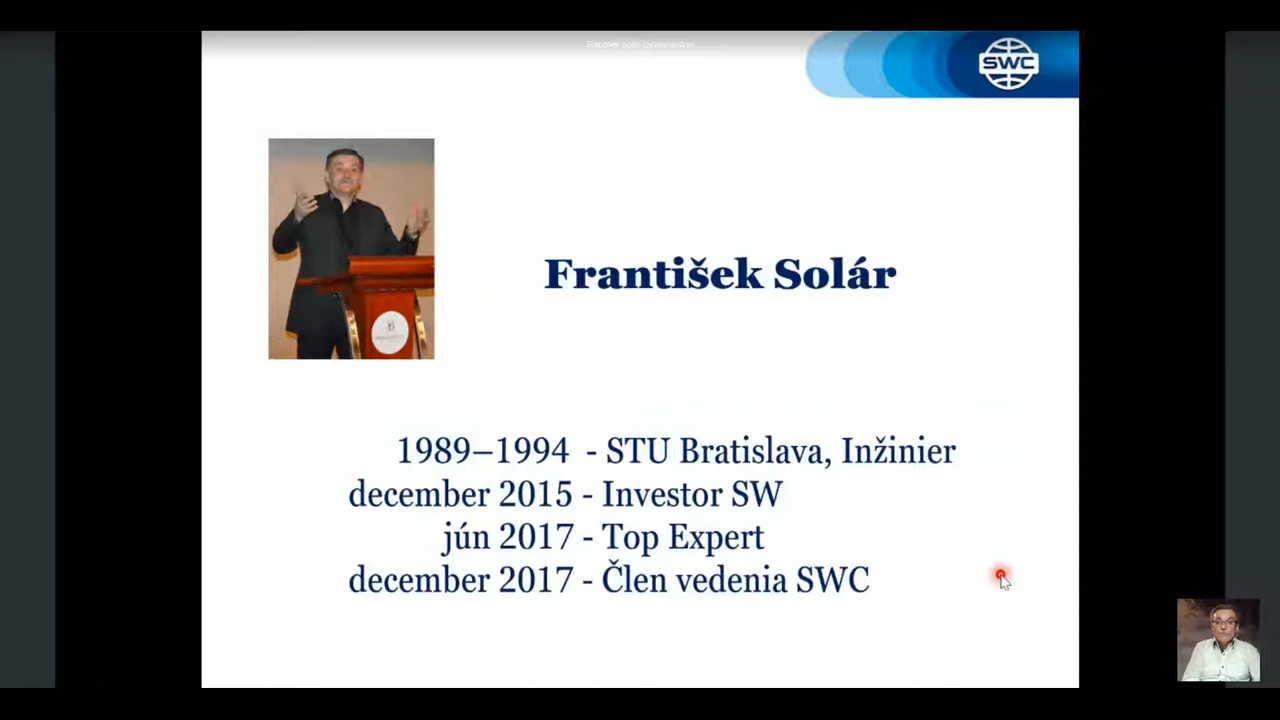 SWC
František Solár
1989–1994 - STU Bratislava, Inžinier
december 2015 - Investor SW
jún 2017 - Top Expert
december 2017 - Člen vedenia SWC